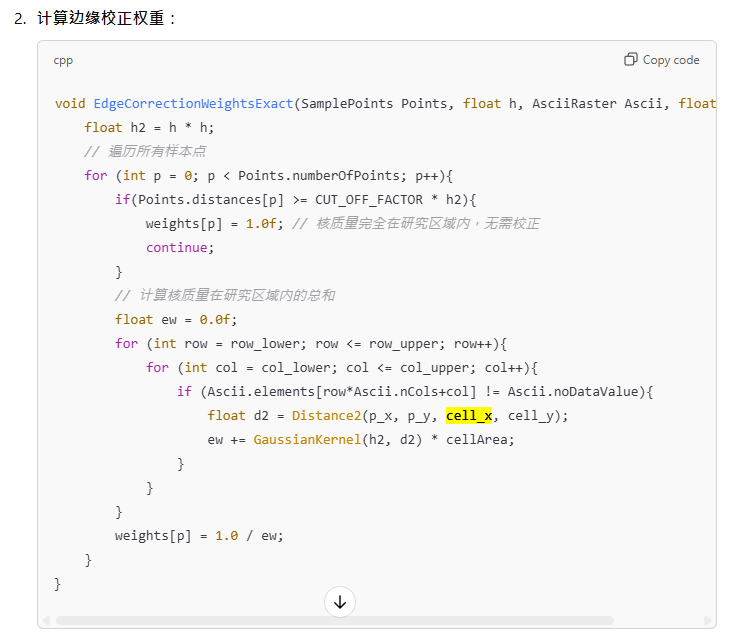 2. 计算边缘校正权重：
cpp
Copy code
void EdgeCorrectionWeightsExact(SamplePoints Points, float h, AsciiRaster Ascii, float
    float h2 = h * h;
    // 遍历所有样本点
    for (int p = 0; p < Points.numberOfPoints; p++){
        if(Points.distances[p] >= CUT_OFF_FACTOR * h2){
            weights[p] = 1.0f; // 核质量完全在研究区域内，无需校正
            continue;
        }
        // 计算核质量在研究区域内的总和
        float ew = 0.0f;
        for (int row = row_lower; row <= row_upper; row++){
            for (int col = col_lower; col <= col_upper; col++){
                if (Ascii.elements[row*Ascii.nCols+col] != Ascii.noDataValue){
                    float d2 = Distance2(p_x, p_y, cell_x, cell_y);
                    ew += GaussianKernel(h2, d2) * cellArea;
                }
            }
        }
        weights[p] = 1.0 / ew;
    }
}